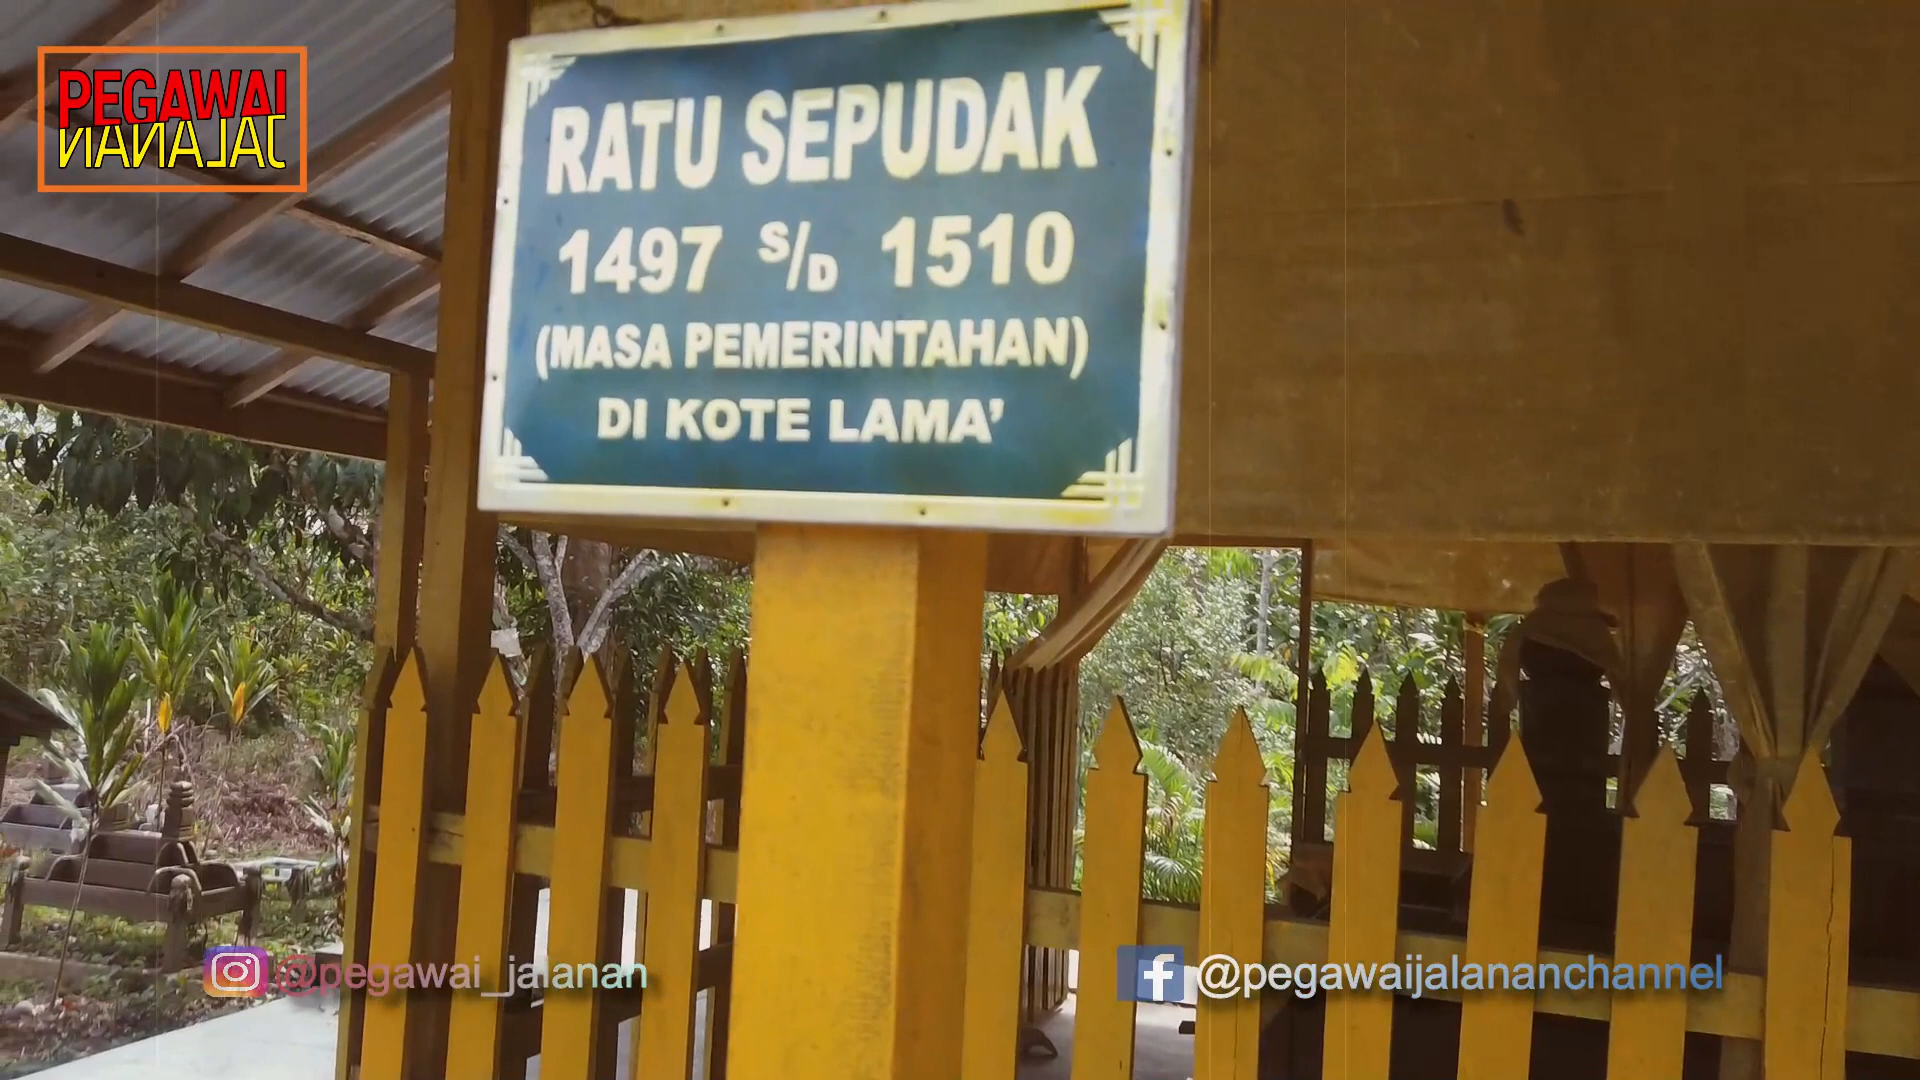 PEGAWAI
JALANAN
RATU SEPUDAK
1497 S/D 1510
(MASA PEMERINTAHAN)
DI KOTE LAMA'
@pegawai_jalanan
@pegawaijalananchannel